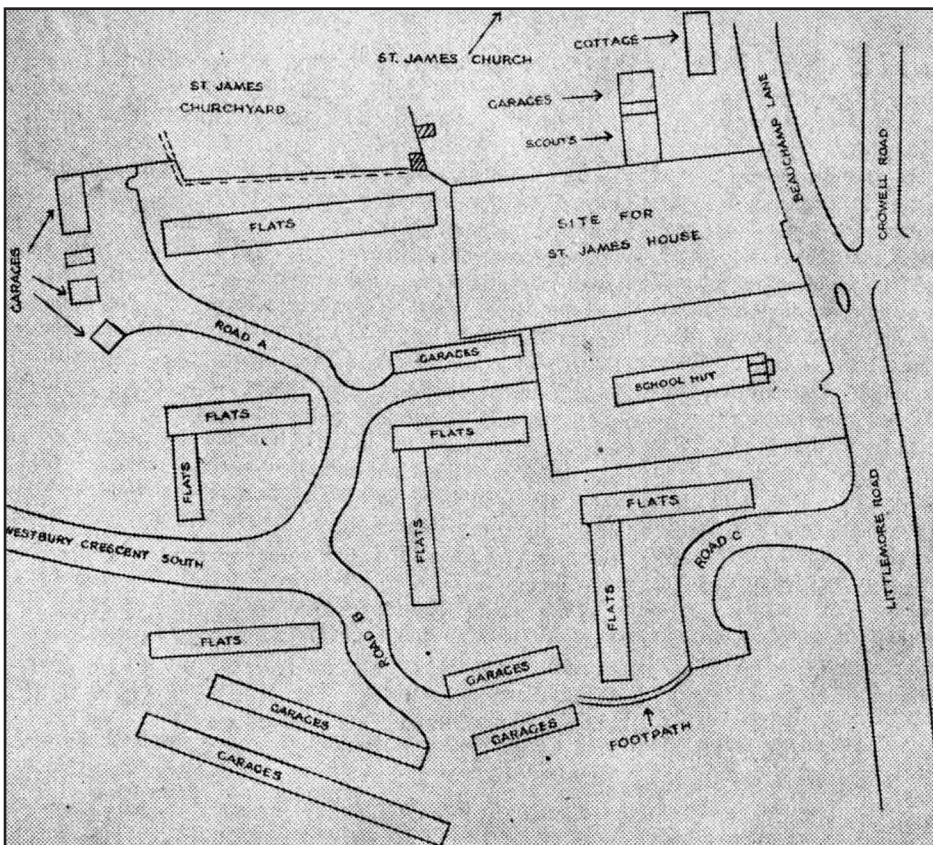 COTTAGE
ST. JAMES CHURCH
ST. JAMES
CHURCHYARD
GARAGES
SCOUTS
BEAUCHAMP LANE
CROWELL ROAD
FLATS
SITE FOR
ST. JAMES HOUSE
GARAGES
ROAD A
GARAGES
SCHOOL HUT
FLATS
FLATS
FLATS
FLATS
FLATS
WESTBURY CRESCENT SOUTH
FLATS
ROAD C
LITTLEMORE ROAD
FLATS
ROAD B
GARAGES
GARAGES
GARAGES
GARAGES
FOOTPATH